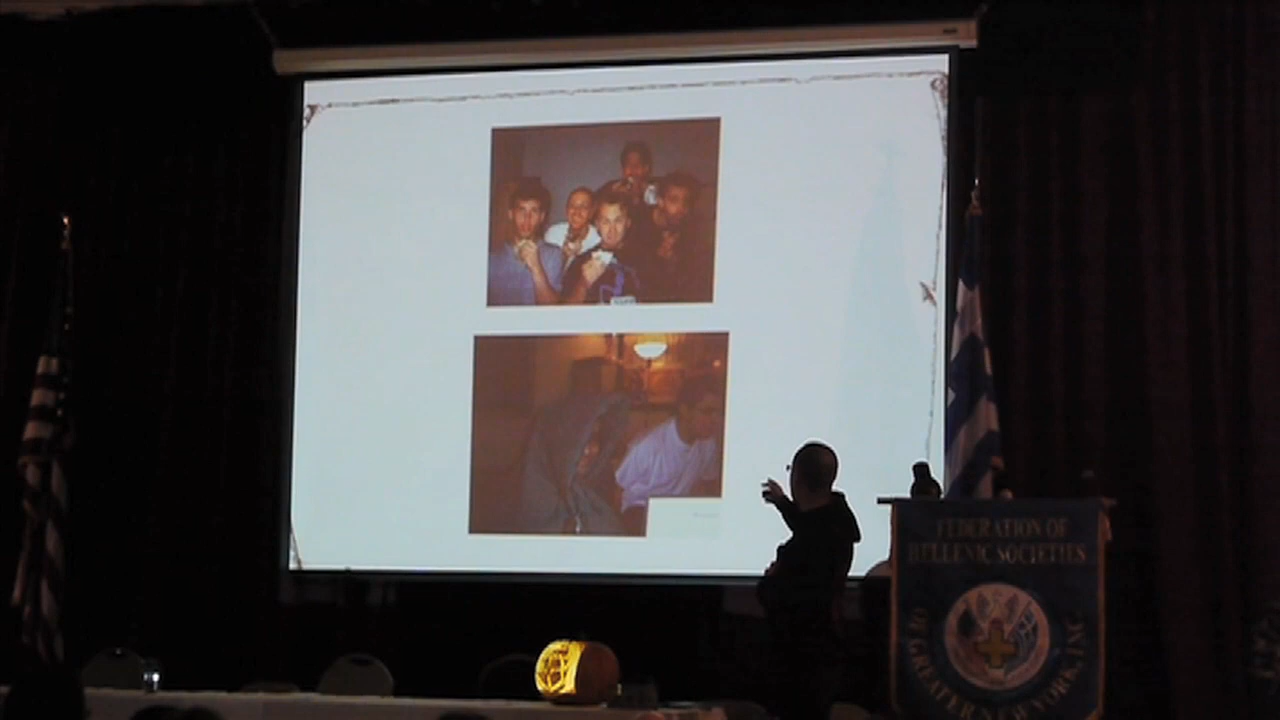 FEDERATION OF
HELLENIC SOCIETIES
OF GREATER NEW YORK, INC